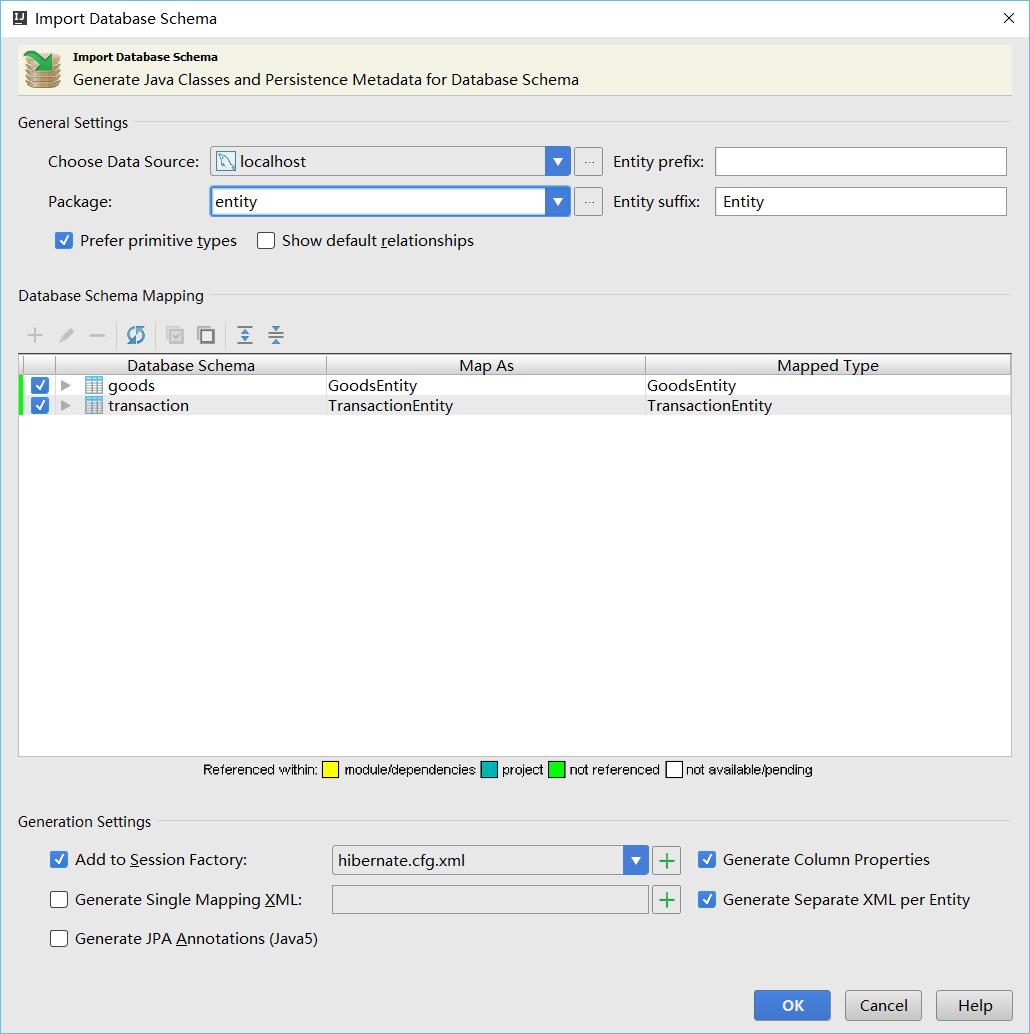 Import Database Schema
Import Database Schema
Generate Java Classes and Persistence Metadata for Database Schema
General Settings
Choose Data Source: localhost ... Entity prefix:
Package: entity ... Entity suffix: Entity
Prefer primitive types Show default relationships
Database Schema Mapping
Database Schema Map As Mapped Type
goods GoodsEntity GoodsEntity
transaction TransactionEntity TransactionEntity
Referenced within: module/dependencies project not referenced not available/pending
Generation Settings
Add to Session Factory: hibernate.cfg.xml Generate Column Properties
Generate Single Mapping XML: Generate Separate XML per Entity
Generate JPA Annotations (Java5)
OK Cancel Help